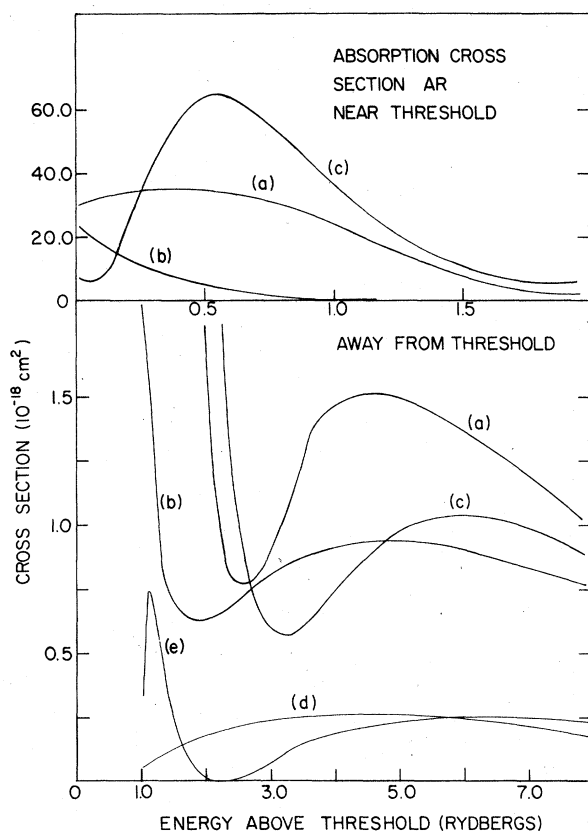 ABSORPTION CROSS
SECTION AR
NEAR THRESHOLD
60.0
40.0
20.0
0
(c)
(a)
(b)
0.5
1.0
1.5
AWAY FROM THRESHOLD
1.5
1.0
0.5
(a)
(b)
(c)
(e)
(d)
0
1.0
3.0
5.0
7.0
CROSS SECTION (10⁻¹⁸ cm²)
ENERGY ABOVE THRESHOLD (RYDBERGS)